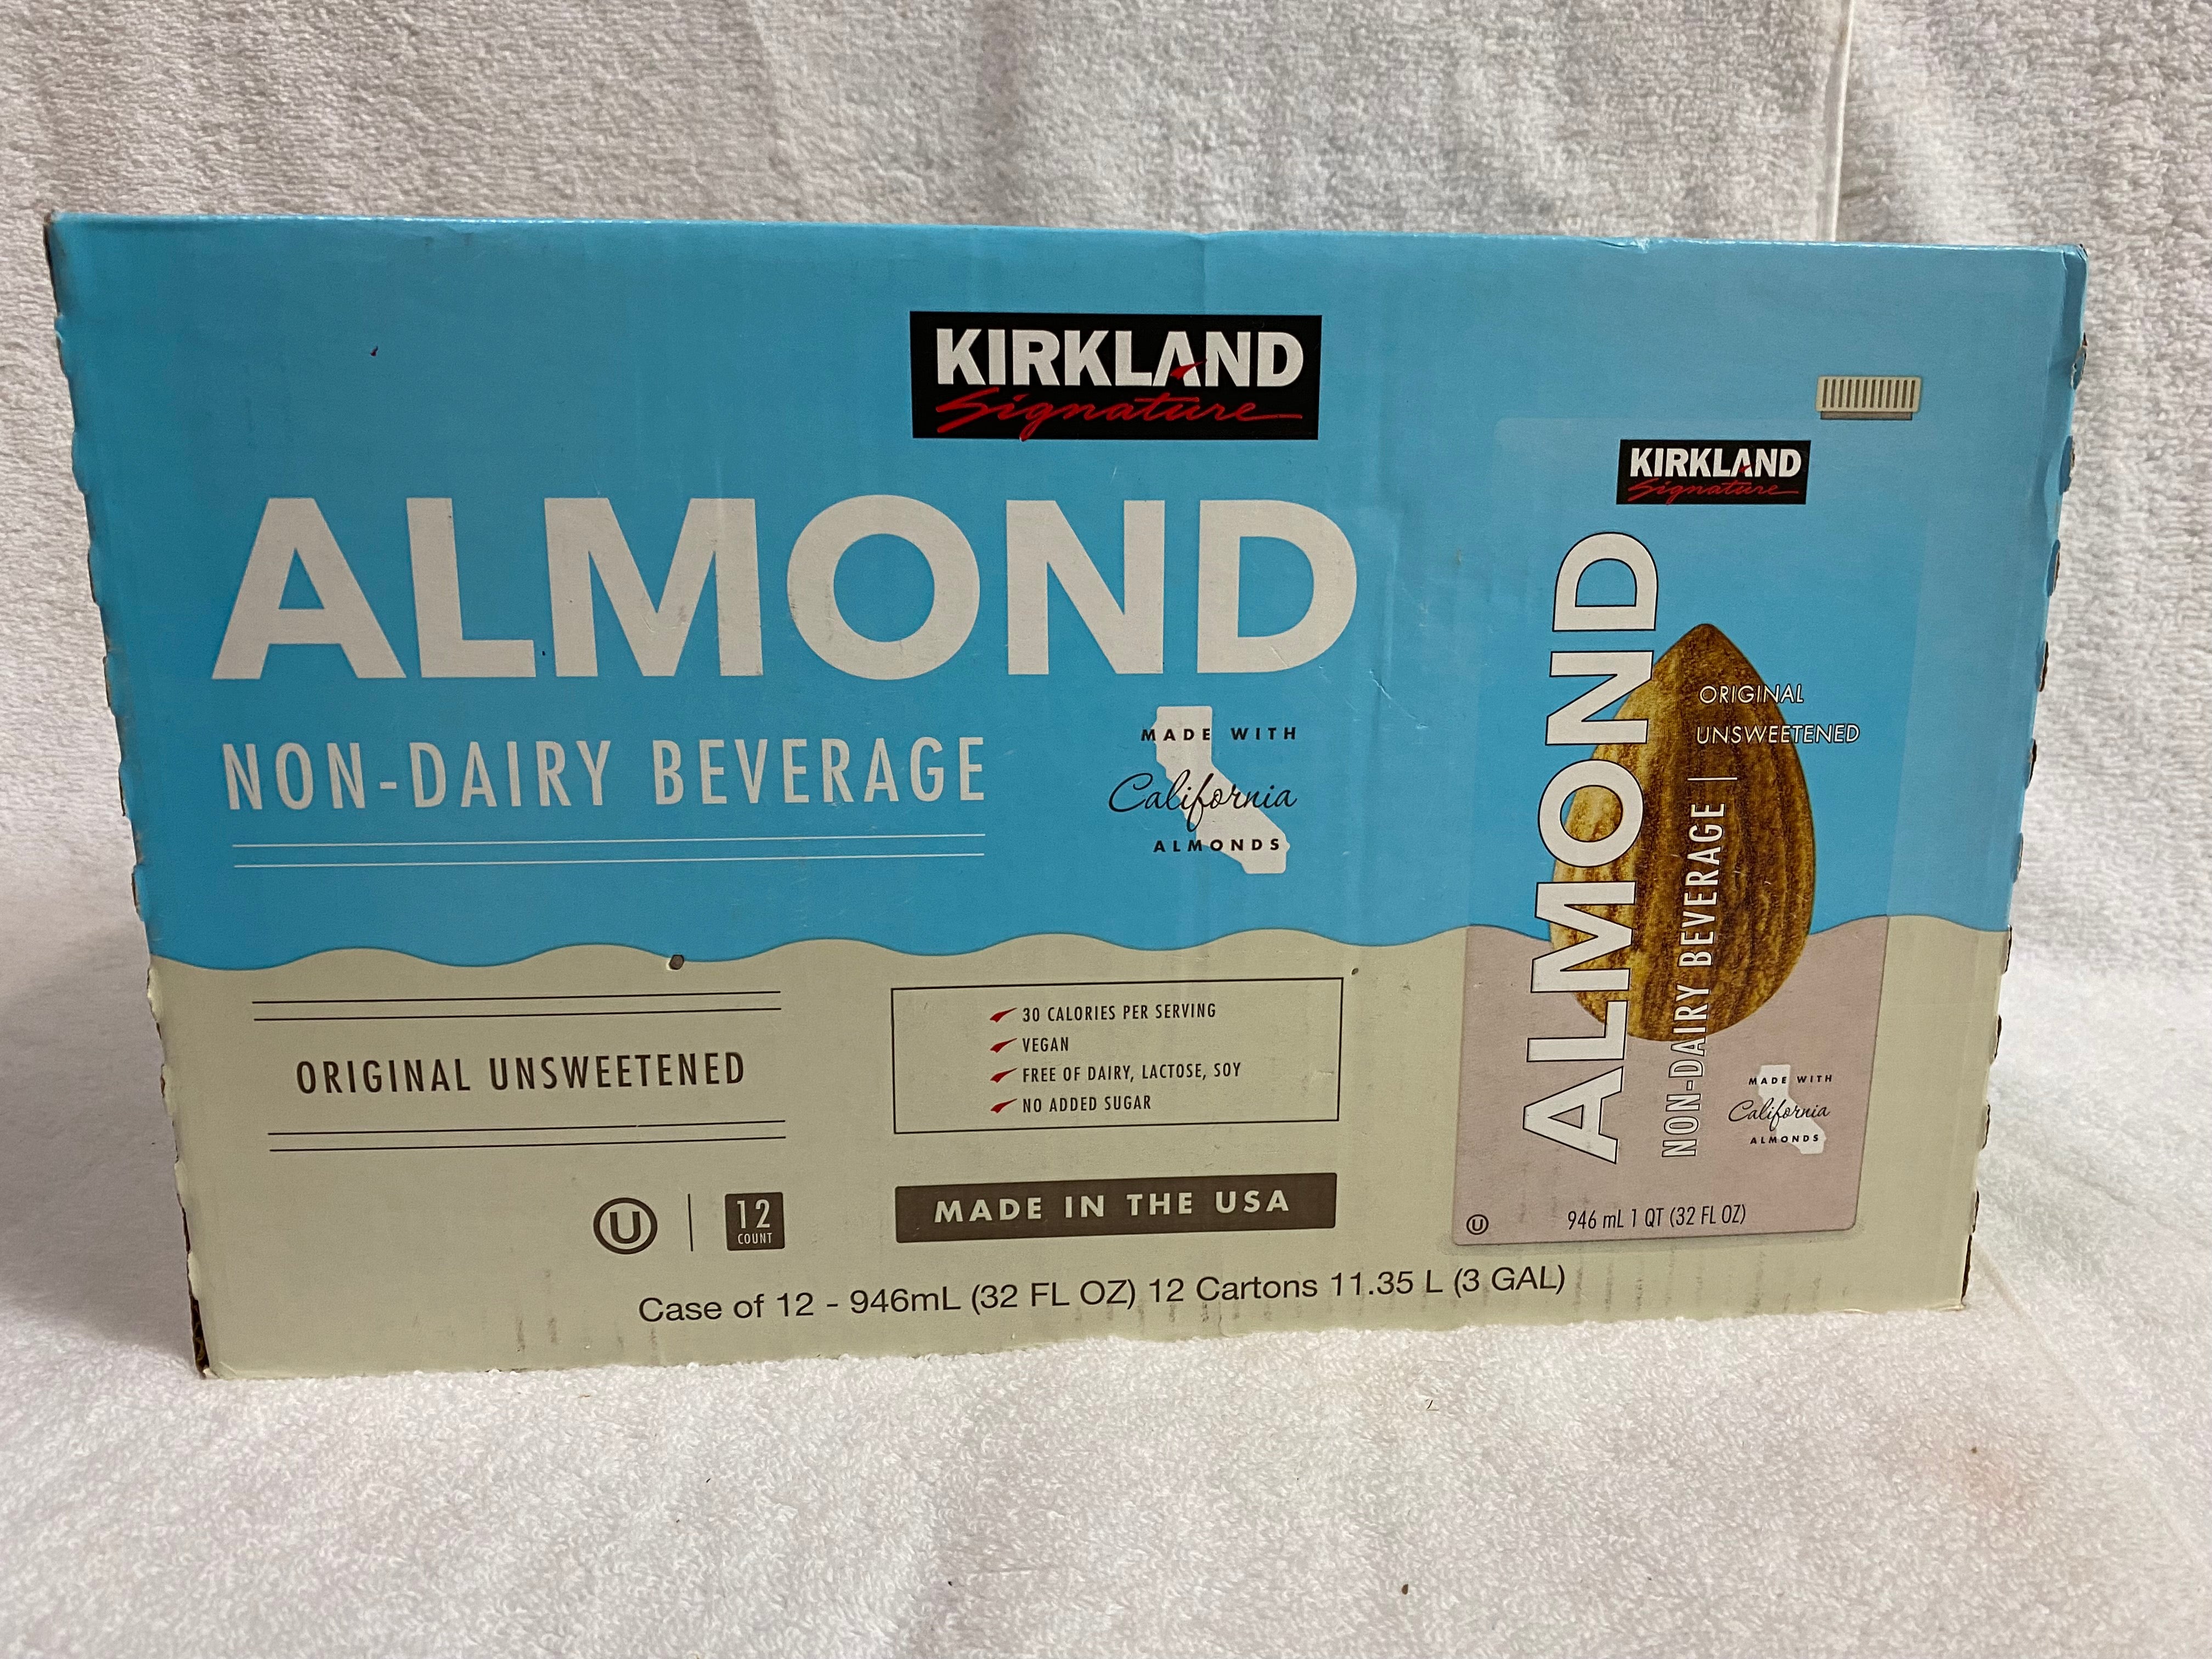 KIRKLAND
Signature
ALMOND
NON-DAIRY BEVERAGE
MADE WITH
California
ALMONDS
ORIGINAL UNSWEETENED
30 CALORIES PER SERVING
VEGAN
FREE OF DAIRY, LACTOSE, SOY
NO ADDED SUGAR
U
12
COUNT
MADE IN THE USA
Case of 12 - 946mL (32 FL OZ) 12 Cartons 11.35 L (3 GAL)
KIRKLAND
Signature
ALMOND
NON-DAIRY BEVERAGE |
ORIGINAL
UNSWEETENED
MADE WITH
California
ALMONDS
U
946 mL 1 QT (32 FL OZ)